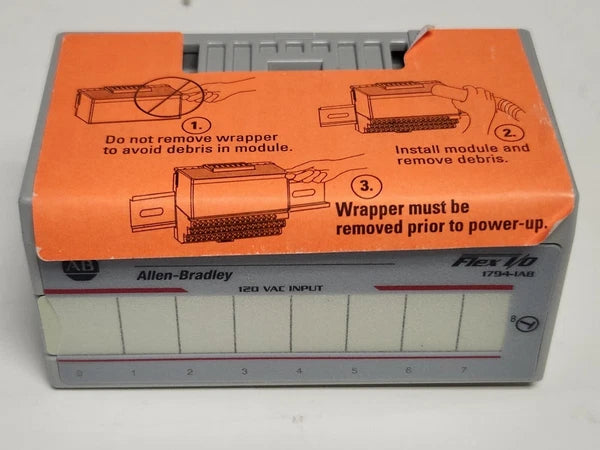 1.
Do not remove wrapper
to avoid debris in module.
2.
Install module and
remove debris.
3.
Wrapper must be
removed prior to power-up.
AB
Allen-Bradley
Flex I/O
1794-IA8
120 VAC INPUT
8
0 1 2 3 4 5 6 7